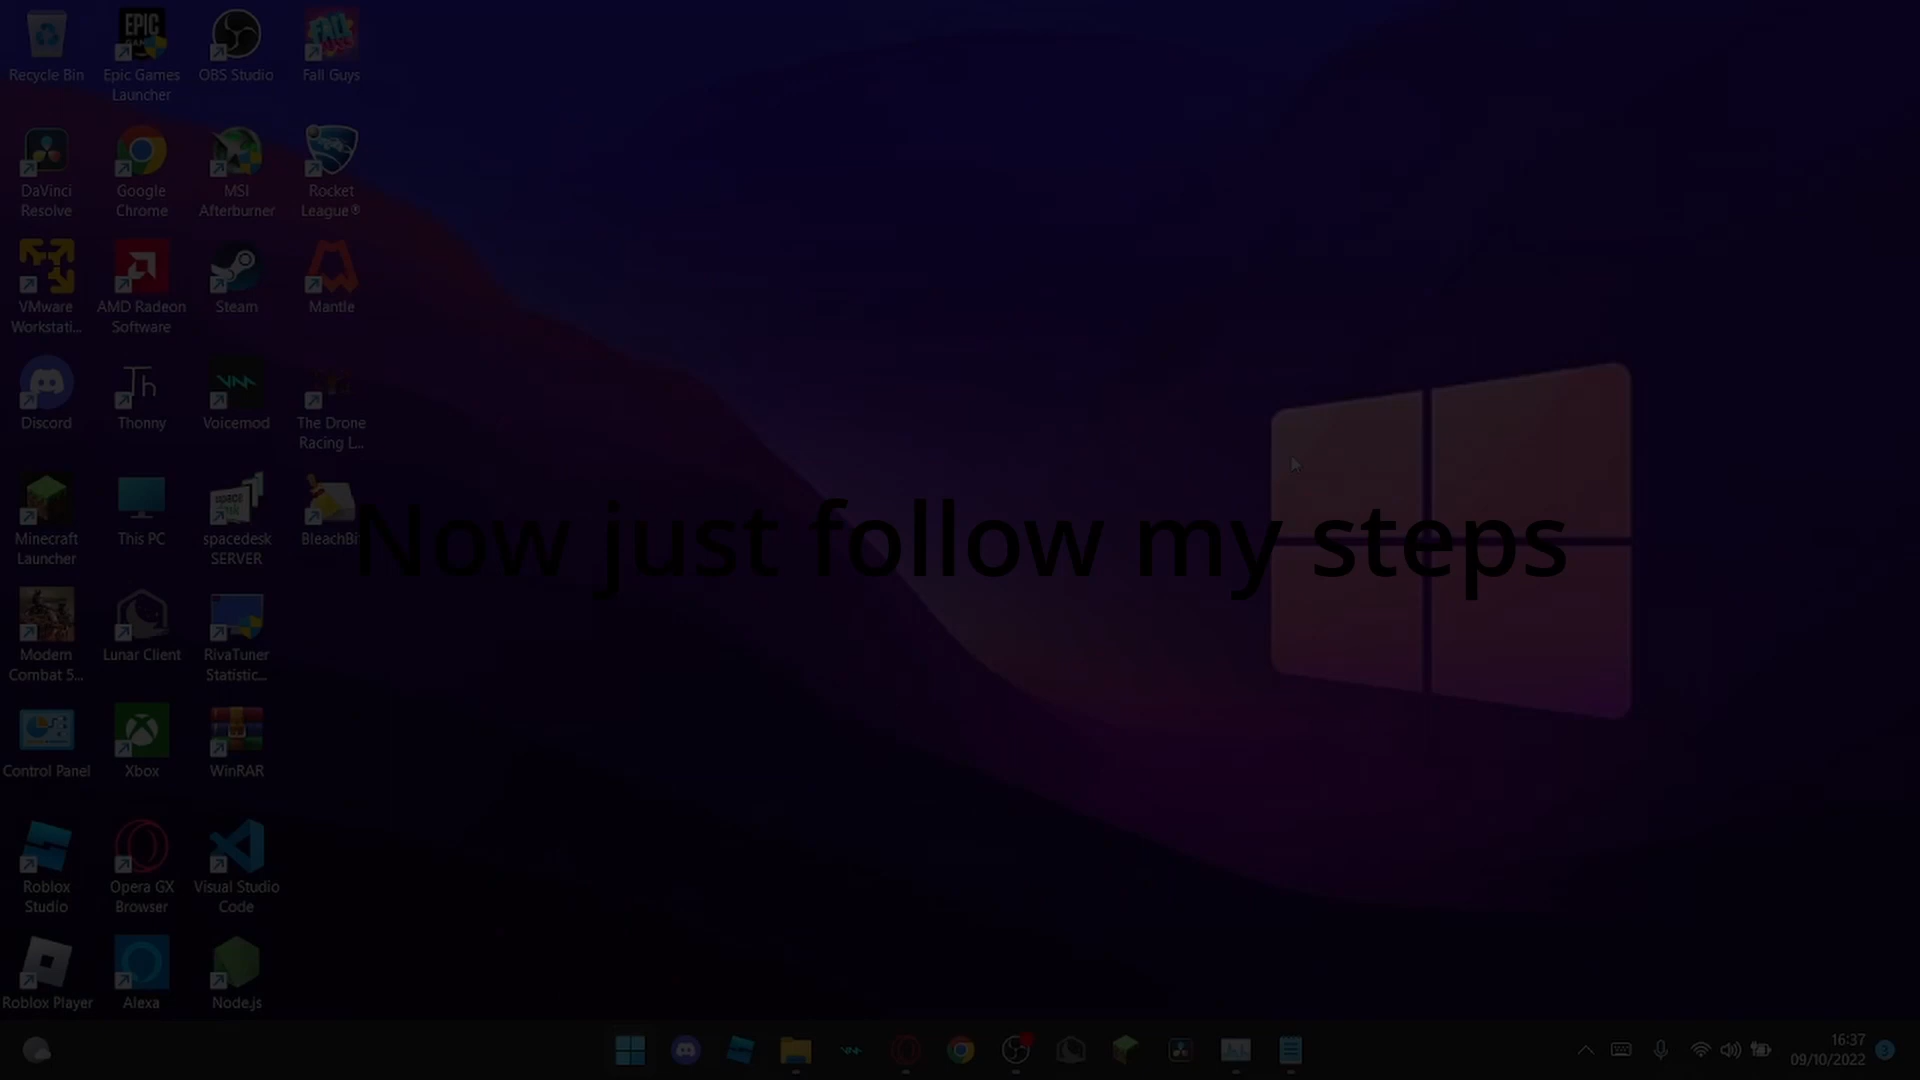 Recycle Bin
Epic Games
Launcher
OBS Studio
Fall Guys
DaVinci
Resolve
Google
Chrome
MSI
Afterburner
Rocket
League®
VMware
Workstati...
AMD Radeon
Software
Steam
Mantle
Discord
Thonny
Voicemod
The Drone
Racing L...
Minecraft
Launcher
This PC
spacedesk
SERVER
BleachBit
Now just follow my steps
Modern
Combat 5...
Lunar Client
RivaTuner
Statistic...
Control Panel
Xbox
WinRAR
Roblox
Studio
Opera GX
Browser
Visual Studio
Code
Roblox Player
Alexa
Node.js
16:37
09/10/2022
3